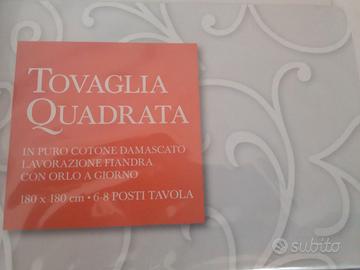 TOVAGLIA
QUADRATA
IN PURO COTONE DAMASCATO
LAVORAZIONE FIANDRA
CON ORLO A GIORNO
180 x 180 cm • 6-8 POSTI TAVOLA
subito